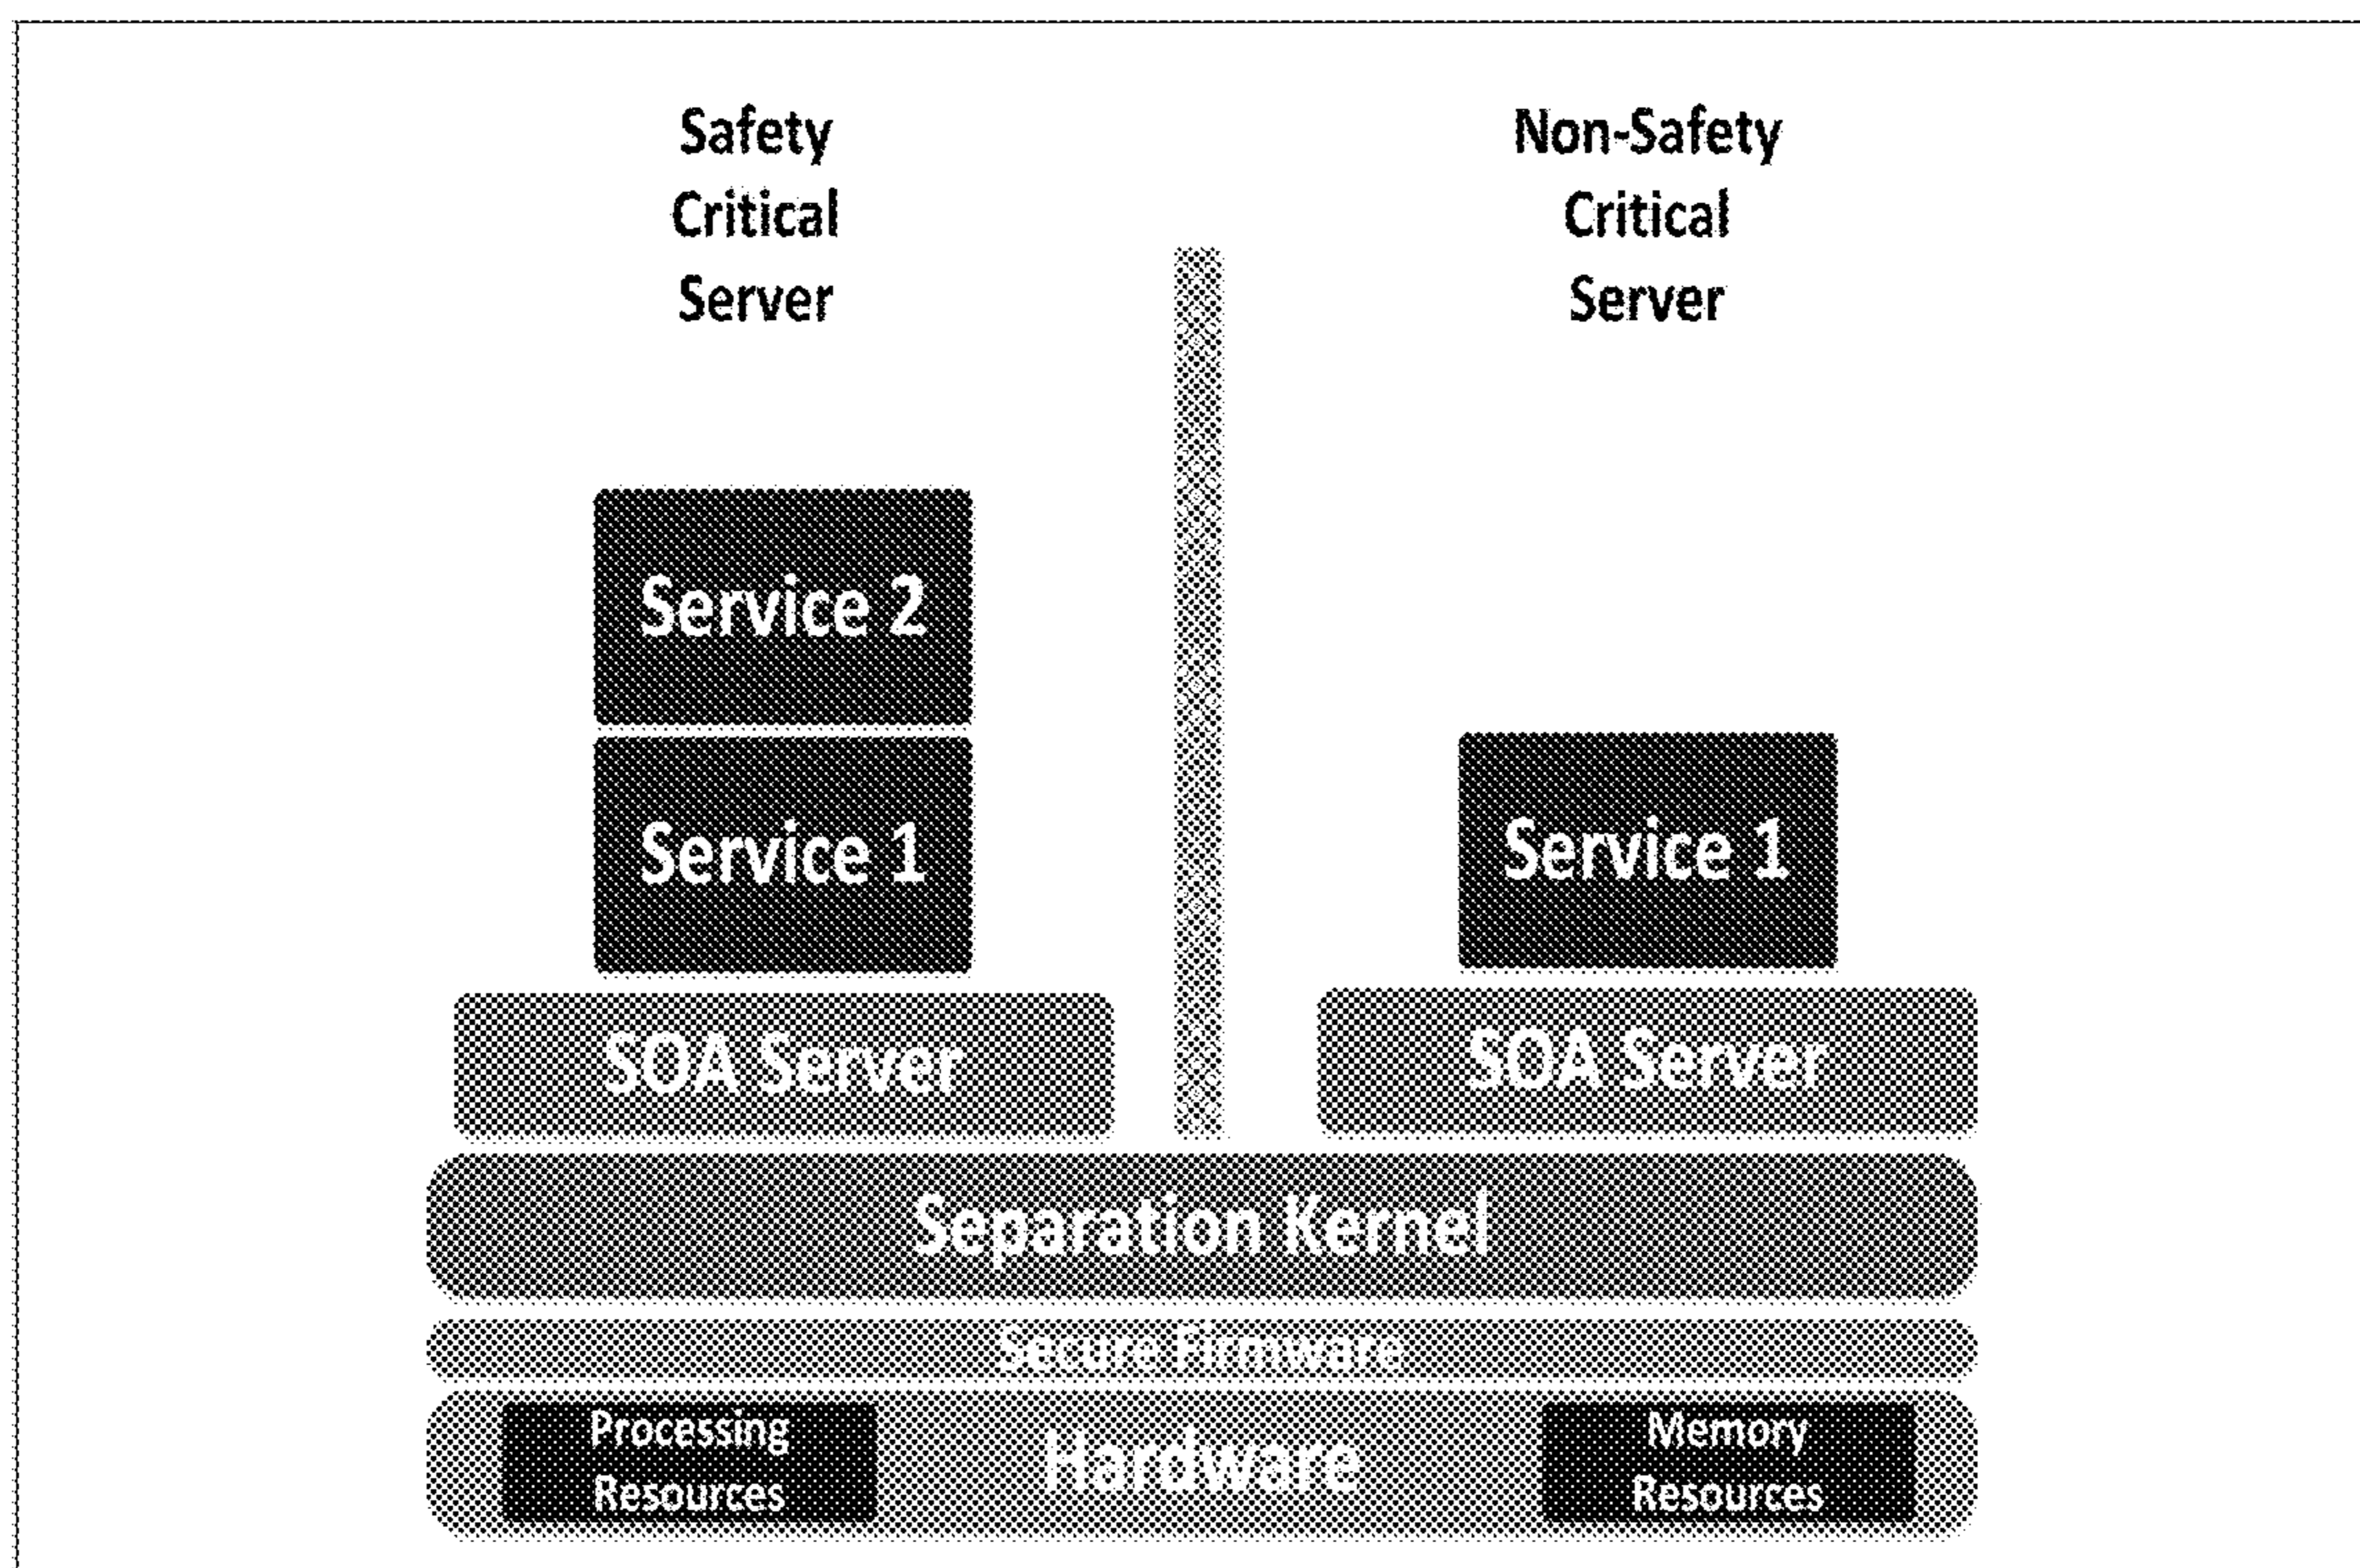 Safety
Critical
Server
Non-Safety
Critical
Server
Service 2
Service 1
Service 1
SOA Server
SOA Server
Separation Kernel
Secure Firmware
Processing
Resources
Hardware
Memory
Resources